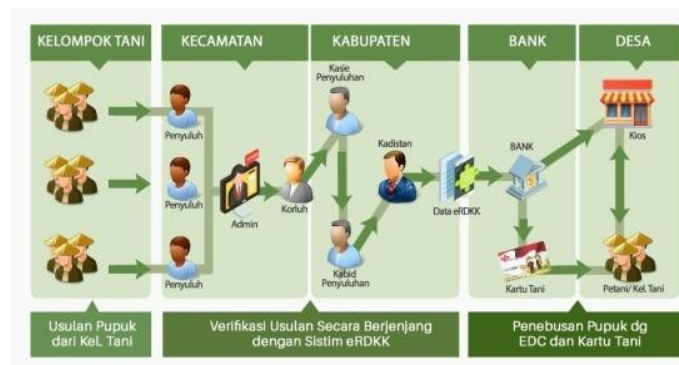 KELOMPOK TANI
KECAMATAN
KABUPATEN
BANK
DESA
Penyuluh
Penyuluh
Penyuluh
Admin
Korluh
Kasie
Penyuluhan
Kabid
Penyuluhan
Kadistan
Data eRDKK
BANK
Kartu Tani
Kios
Petani/ Kel. Tani
Usulan Pupuk
dari Kel. Tani
Verifikasi Usulan Secara Berjenjang
dengan Sistim eRDKK
Penebusan Pupuk dg
EDC dan Kartu Tani